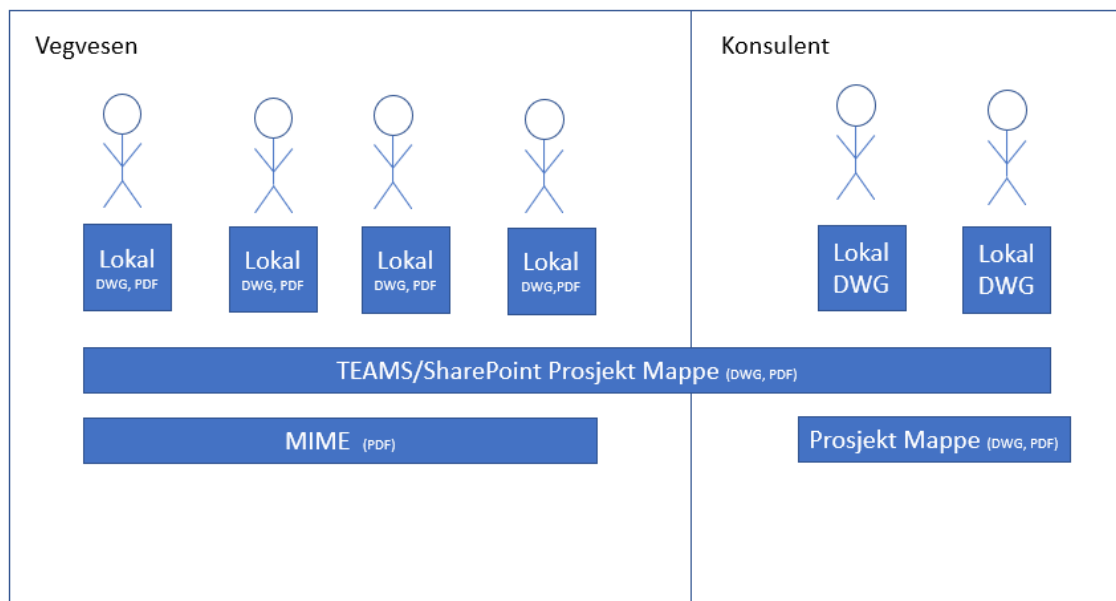 Vegvesen
Konsulent
Lokal
DWG, PDF
Lokal
DWG, PDF
Lokal
DWG, PDF
Lokal
DWG,PDF
Lokal
DWG
Lokal
DWG
TEAMS/SharePoint Prosjekt Mappe (DWG, PDF)
MIME (PDF)
Prosjekt Mappe (DWG, PDF)